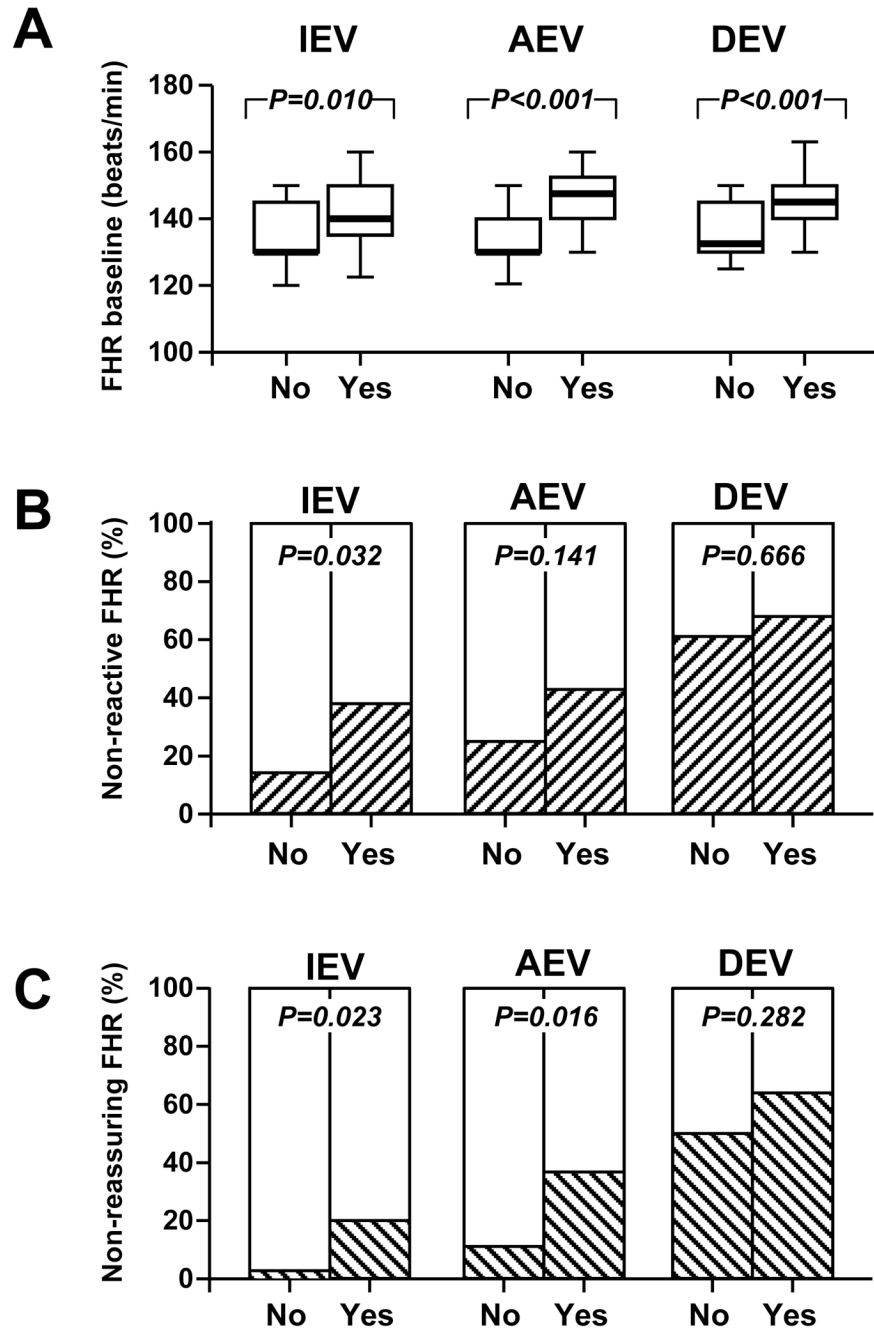 A
IEV AEV DEV
FHR baseline (beats/min)
180
160
140
120
100
P=0.010 P<0.001 P<0.001
No Yes No Yes No Yes
B
IEV AEV DEV
Non-reactive FHR (%)
100
80
60
40
20
0
P=0.032 P=0.141 P=0.666
No Yes No Yes No Yes
C
IEV AEV DEV
Non-reassuring FHR (%)
100
80
60
40
20
0
P=0.023 P=0.016 P=0.282
No Yes No Yes No Yes